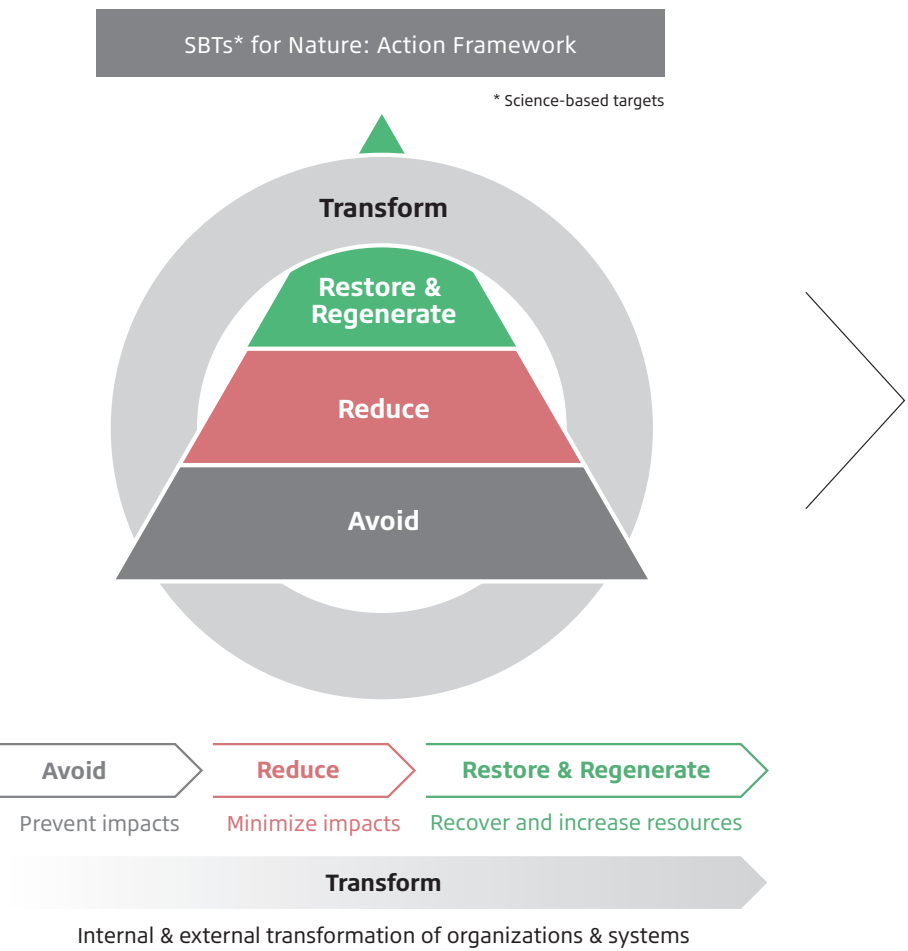 SBTs* for Nature: Action Framework
* Science-based targets
Transform
Restore &
Regenerate
Reduce
Avoid
Avoid
Reduce
Restore & Regenerate
Prevent impacts
Minimize impacts
Recover and increase resources
Transform
Internal & external transformation of organizations & systems